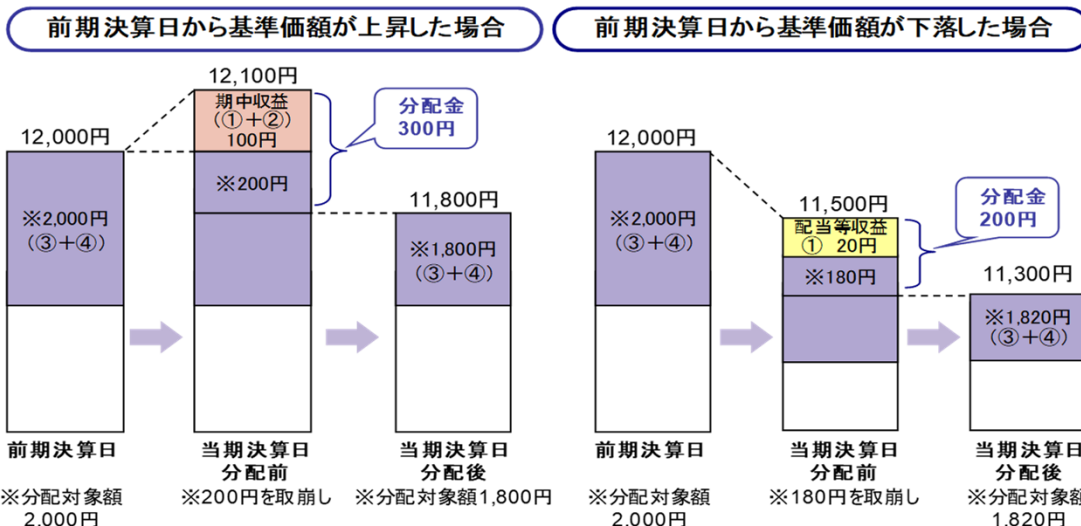 前期決算日から基準価額が上昇した場合
12,100円
期中収益
(①+②)
100円
分配金
300円
12,000円
※2,000円
(③+④)
※200円
11,800円
※1,800円
(③+④)
前期決算日
当期決算日
分配前
当期決算日
分配後
※分配対象額
2,000円
※200円を取崩し
※分配対象額1,800円
前期決算日から基準価額が下落した場合
12,000円
※2,000円
(③+④)
11,500円
配当等収益
① 20円
※180円
分配金
200円
11,300円
※1,820円
(③+④)
前期決算日
当期決算日
分配前
当期決算日
分配後
※分配対象額
2,000円
※180円を取崩し
※分配対象額
1,820円